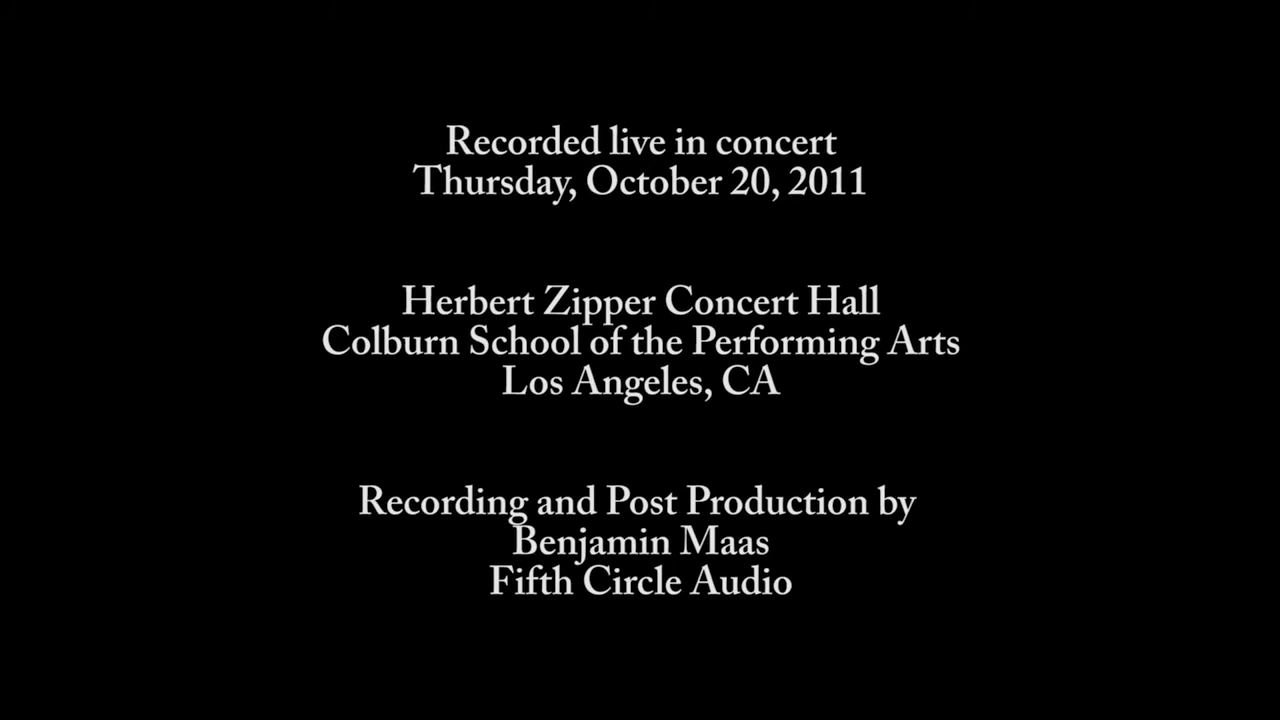 Recorded live in concert
Thursday, October 20, 2011
Herbert Zipper Concert Hall
Colburn School of the Performing Arts
Los Angeles, CA
Recording and Post Production by
Benjamin Maas
Fifth Circle Audio